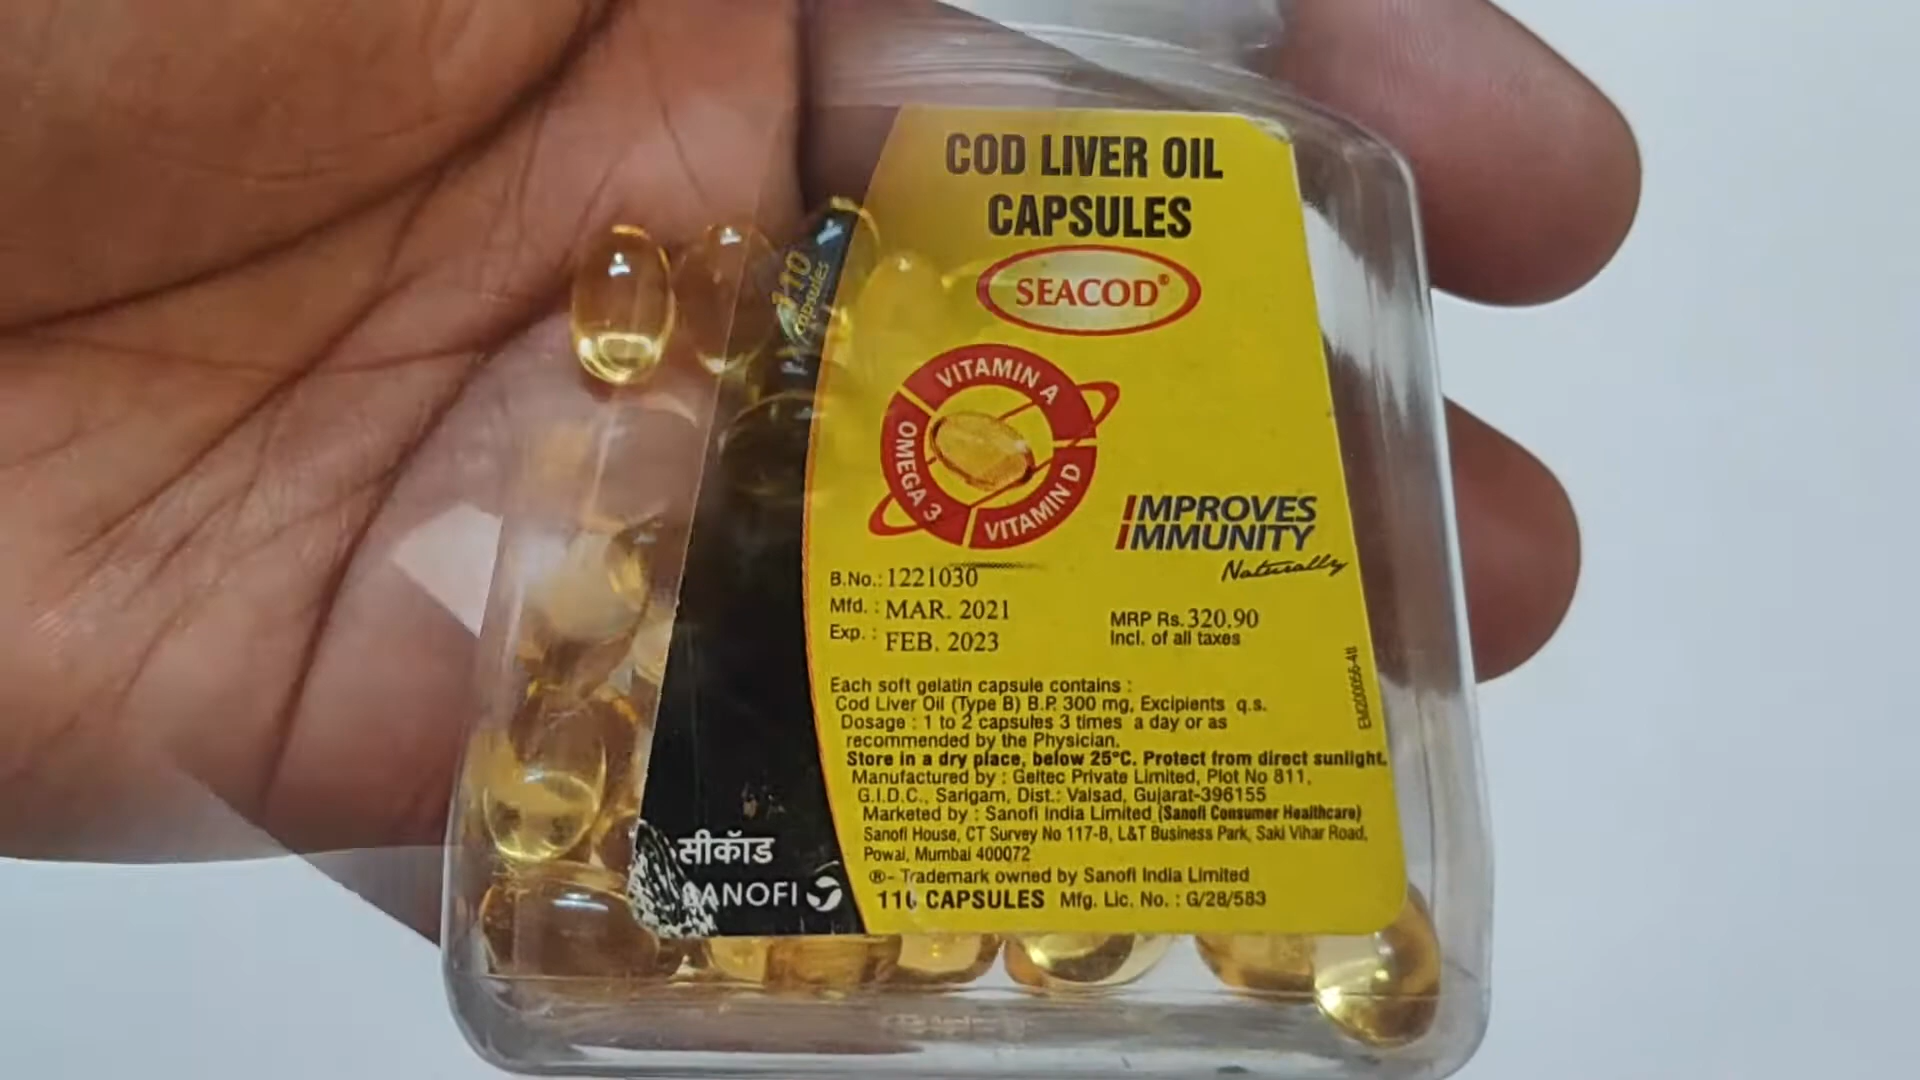 COD LIVER OIL
CAPSULES
SEACOD®
110
capsules
VITAMIN A
OMEGA 3
VITAMIN D
IMPROVES
IMMUNITY
Naturally
B.No.: 1221030
Mfd. : MAR. 2021
Exp. : FEB. 2023
MRP Rs. 320.90
Incl. of all taxes
Each soft gelatin capsule contains :
Cod Liver Oil (Type B) B.P. 300 mg, Excipients q.s.
Dosage : 1 to 2 capsules 3 times a day or as
recommended by the Physician.
Store in a dry place, below 25°C. Protect from direct sunlight.
Manufactured by : Geltec Private Limited, Plot No 811,
G.I.D.C., Sarigam, Dist.: Valsad, Gujarat-396155
Marketed by : Sanofi India Limited (Sanofi Consumer Healthcare)
Sanofi House, CT Survey No 117-B, L&T Business Park, Saki Vihar Road,
Powai, Mumbai 400072
®- Trademark owned by Sanofi India Limited
110 CAPSULES Mfg. Lic. No. : G/28/583
सीकॉड
SANOFI